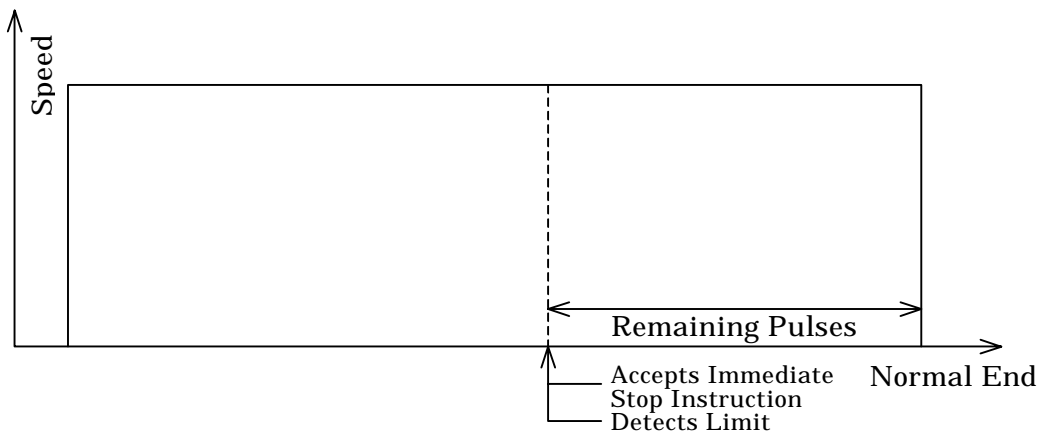 Speed
Remaining Pulses
Normal End
Accepts Immediate
Stop Instruction
Detects Limit